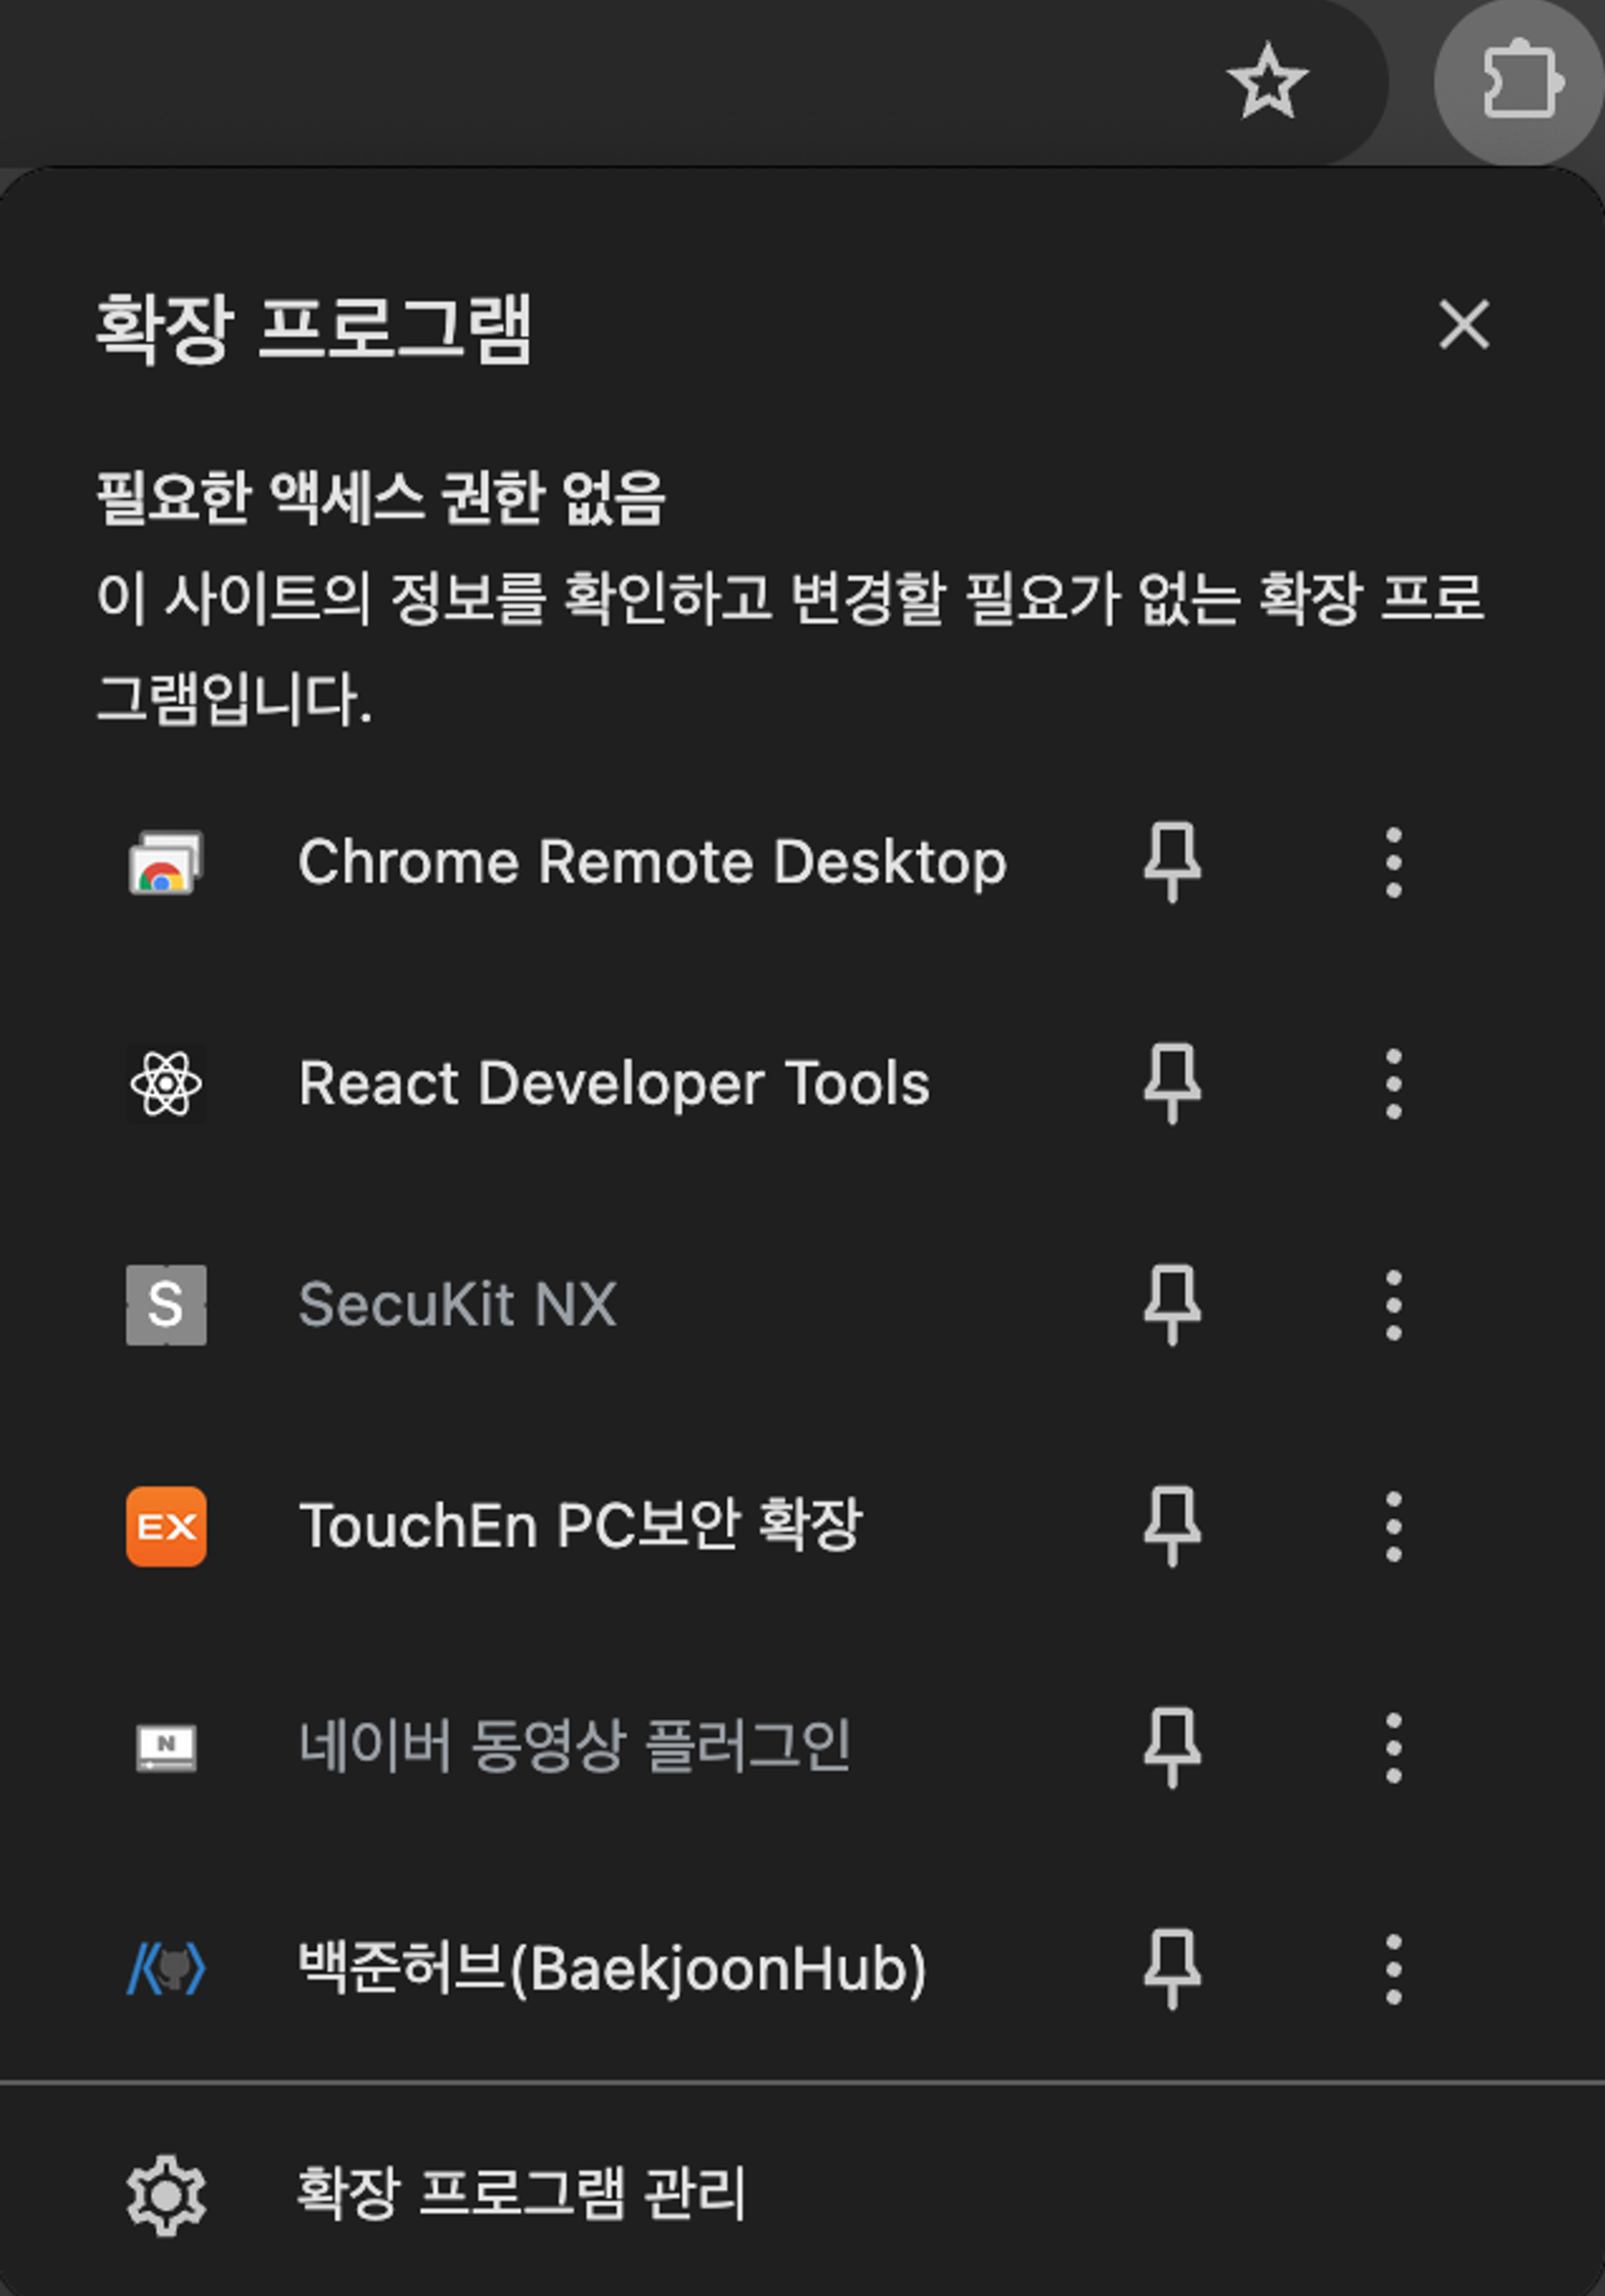 확장 프로그램
필요한 액세스 권한 없음
이 사이트의 정보를 확인하고 변경할 필요가 없는 확장 프로
그램입니다.
Chrome Remote Desktop
React Developer Tools
S SecuKit NX
EX TouchEn PC보안 확장
N 네이버 동영상 플러그인
백준허브(BaekjoonHub)
확장 프로그램 관리